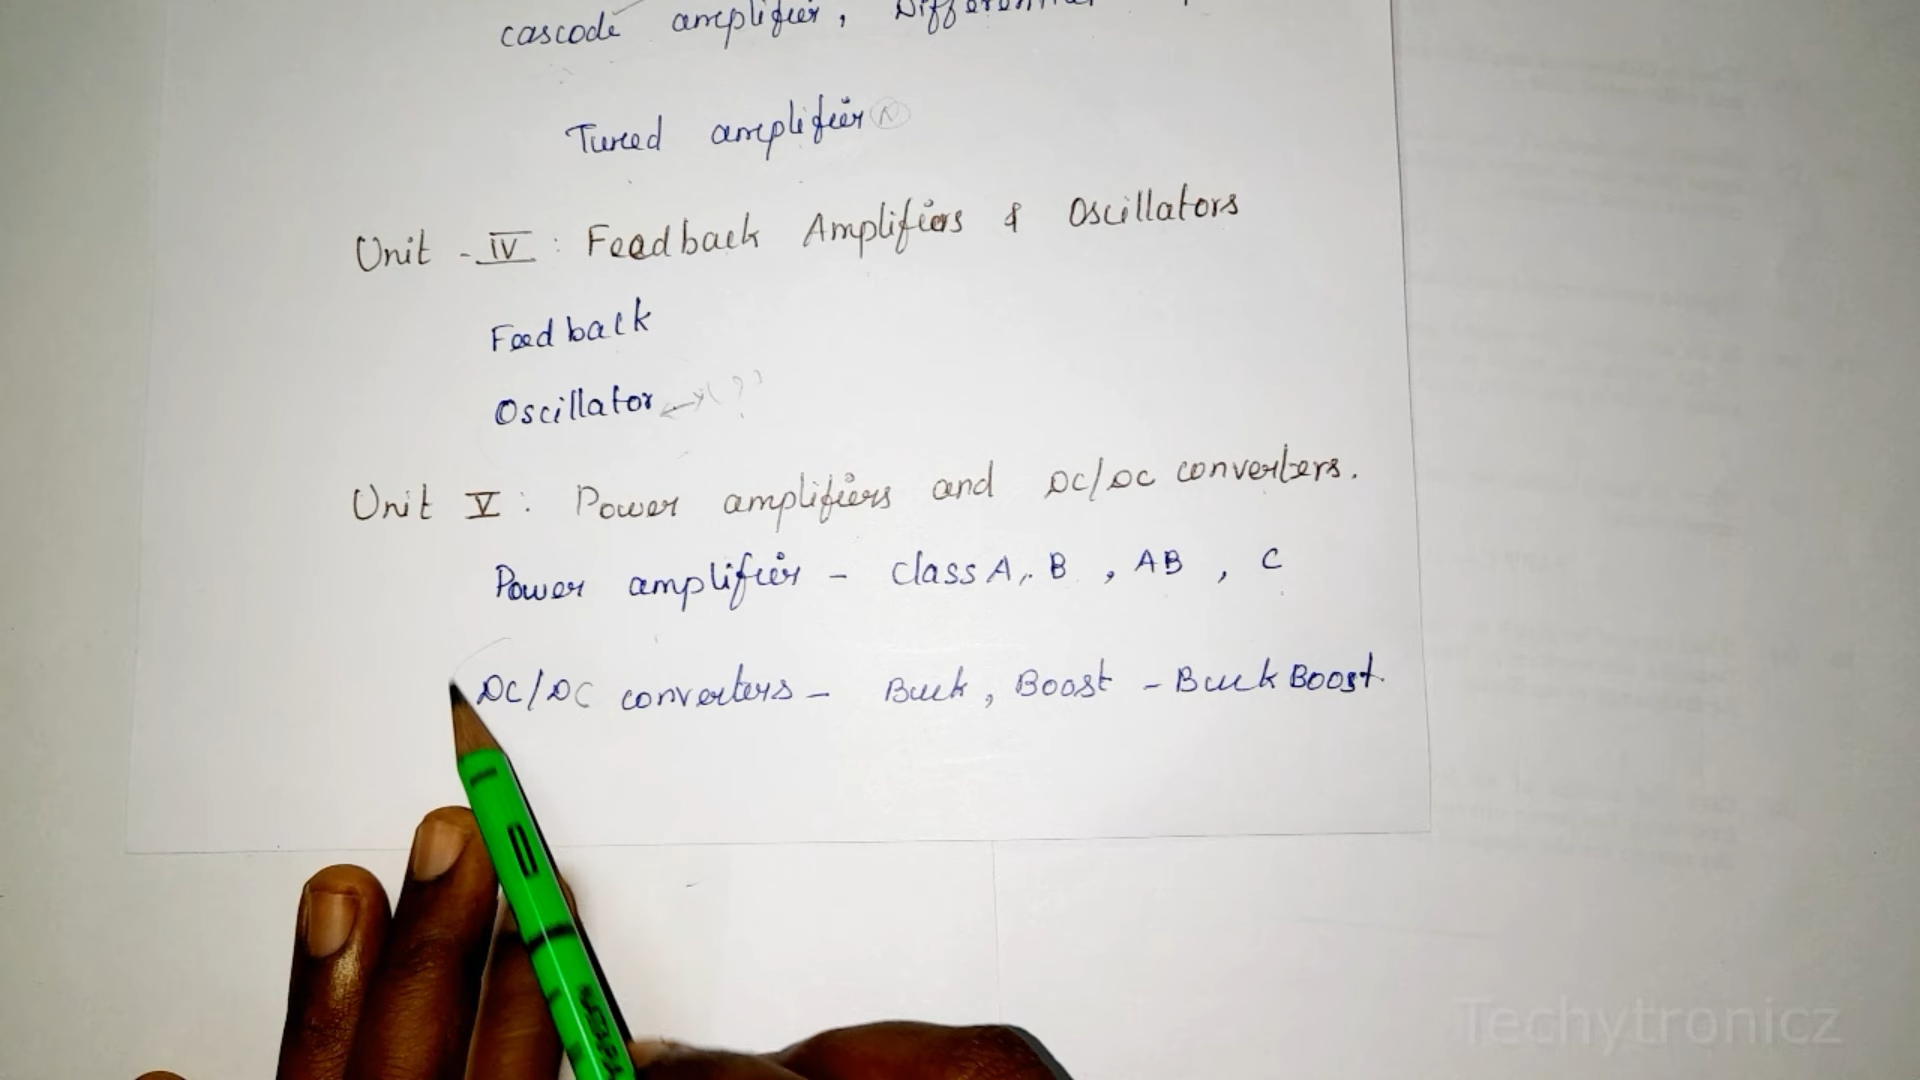 cascode amplifier, Differential
Tuned amplifier
Unit - IV : Feedback Amplifiers & Oscillators
Feedback
Oscillator ( ? )
Unit V : Power amplifiers and DC/DC converters.
Power amplifier - class A, B , AB , C
DC/DC converters - Buck, Boost - Buck Boost.
Techytronicz